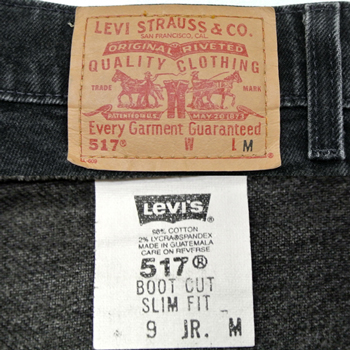 LEVI STRAUSS & CO.
SAN FRANCISCO, CAL.
ORIGINAL RIVETED
QUALITY CLOTHING
TRADE MARK
PATENTED U.S. MAY 20 1873
Every Garment Guaranteed
517® W L M
Levi's
98% COTTON
2% LYCRA®SPANDEX
MADE IN GUATEMALA
CARE ON REVERSE
517®
BOOT CUT
SLIM FIT
9 JR. M